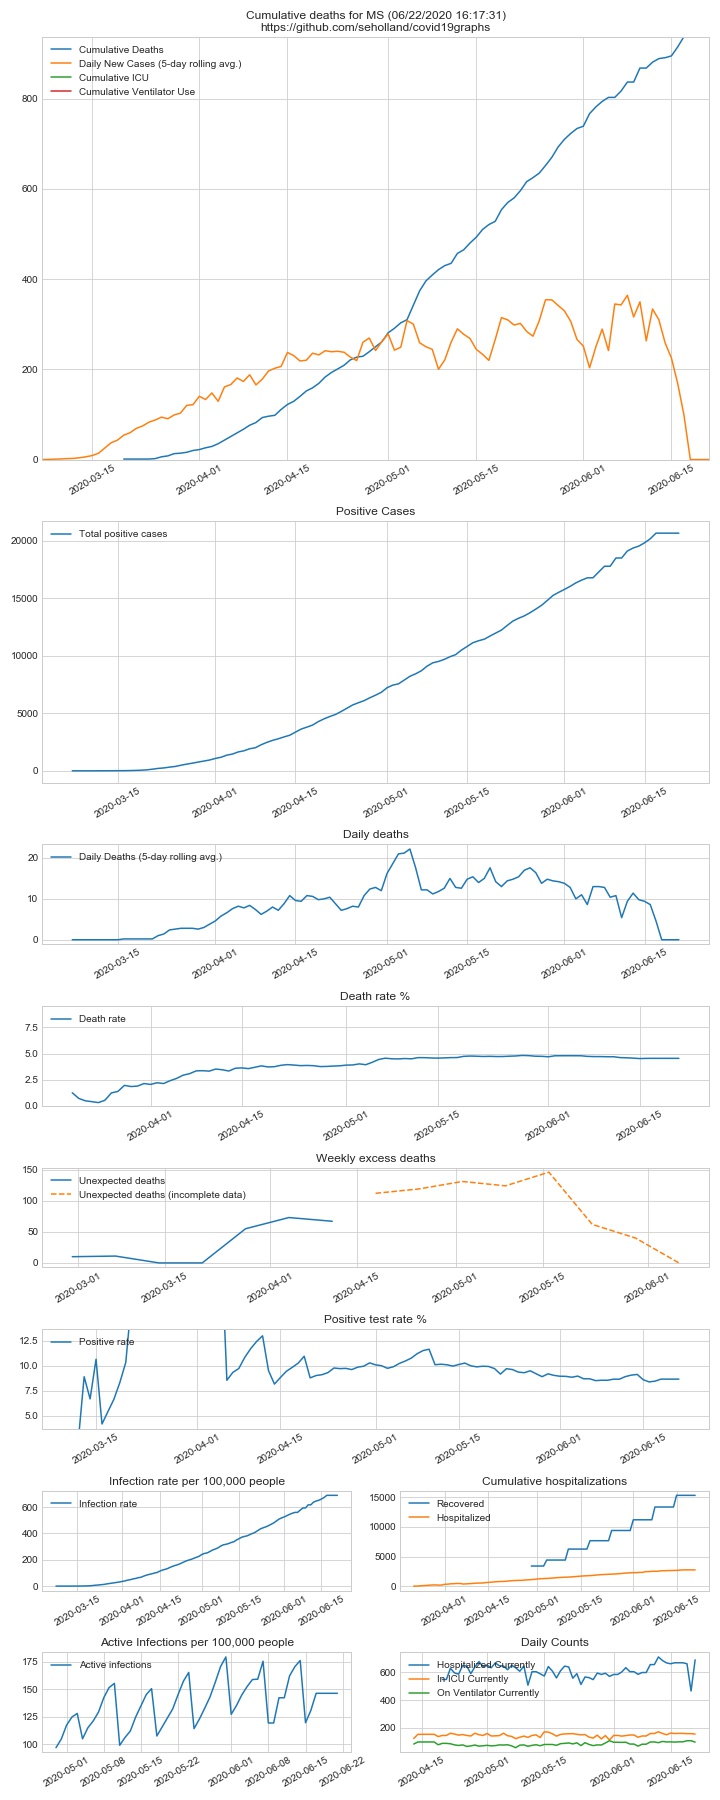 Cumulative deaths for MS (06/22/2020 16:17:31)
https://github.com/seholland/covid19graphs
Cumulative Deaths
Daily New Cases (5-day rolling avg.)
Cumulative ICU
Cumulative Ventilator Use
800
600
400
200
0
2020-03-15 2020-04-01 2020-04-15 2020-05-01 2020-05-15 2020-06-01 2020-06-15
Positive Cases
Total positive cases
20000
15000
10000
5000
0
2020-03-15 2020-04-01 2020-04-15 2020-05-01 2020-05-15 2020-06-01 2020-06-15
Daily deaths
Daily Deaths (5-day rolling avg.)
20
10
0
2020-03-15 2020-04-01 2020-04-15 2020-05-01 2020-05-15 2020-06-01 2020-06-15
Death rate %
Death rate
7.5
5.0
2.5
0.0
2020-04-01 2020-04-15 2020-05-01 2020-05-15 2020-06-01 2020-06-15
Weekly excess deaths
Unexpected deaths
Unexpected deaths (incomplete data)
150
100
50
0
2020-03-01 2020-03-15 2020-04-01 2020-04-15 2020-05-01 2020-05-15 2020-06-01
Positive test rate %
Positive rate
12.5
10.0
7.5
5.0
2020-03-15 2020-04-01 2020-04-15 2020-05-01 2020-05-15 2020-06-01 2020-06-15
Infection rate per 100,000 people
Infection rate
600
400
200
0
2020-03-15 2020-04-01 2020-04-15 2020-05-01 2020-05-15 2020-06-01 2020-06-15
Cumulative hospitalizations
Recovered
Hospitalized
15000
10000
5000
0
2020-04-01 2020-04-15 2020-05-01 2020-05-15 2020-06-01 2020-06-15
Active Infections per 100,000 people
Active infections
175
150
125
100
2020-05-01 2020-05-08 2020-05-15 2020-05-22 2020-06-01 2020-06-08 2020-06-15 2020-06-22
Daily Counts
Hospitalized Currently
ICU Currently
On Ventilator Currently
600
400
200
2020-04-15 2020-05-01 2020-05-15 2020-06-01 2020-06-15